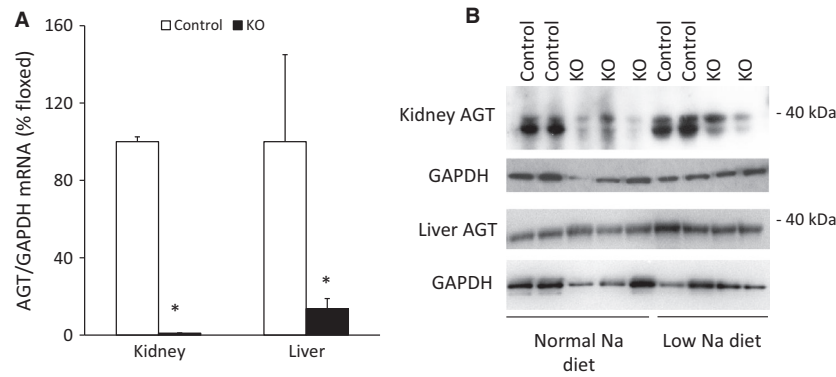 A
AGT/GAPDH mRNA (% floxed)
160
120
80
40
0
Control
KO
*
*
Kidney
Liver
B
Control
Control
KO
KO
KO
Control
Control
KO
KO
Kidney AGT
- 40 kDa
GAPDH
Liver AGT
- 40 kDa
GAPDH
Normal Na
diet
Low Na diet